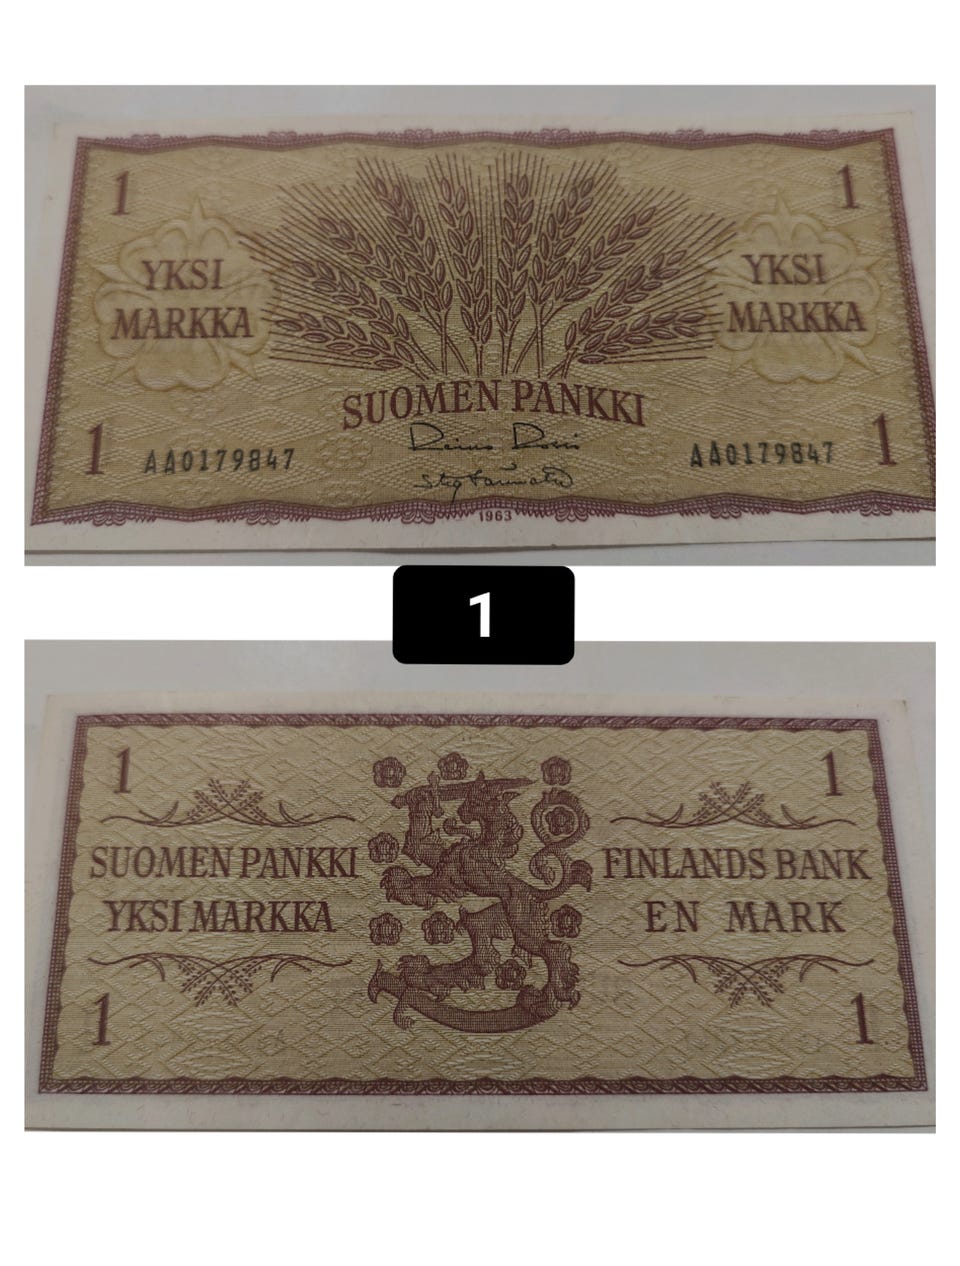 1 1
YKSI YKSI
MARKKA MARKKA
SUOMEN PANKKI
1 AA0179847 AA0179847 1
1963
1
1 1
SUOMEN PANKKI FINLANDS BANK
YKSI MARKKA EN MARK
1 1